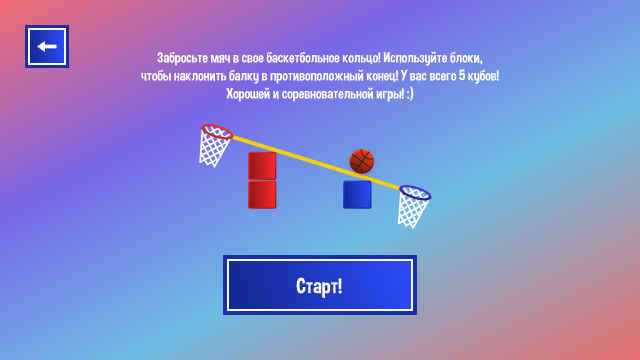 Забросьте мяч в свое баскетбольное кольцо! Используйте блоки,
чтобы наклонить балку в противоположный конец! У вас всего 5 кубов!
Хорошей и соревновательной игры! :)
Старт!